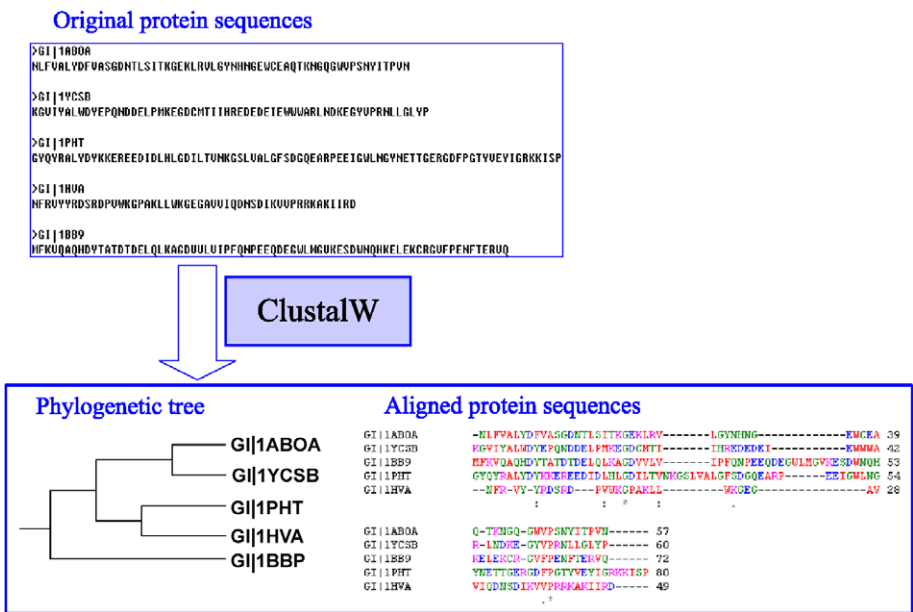 Original protein sequences
>GI|1ABOA
NLFVALYDFVASGDNTLSITKGEKLRVLGYNHNGEWCEAQTKNGQGWVPSNYITPVN
>GI|1YCSB
KGVIYALWDYEPQNDDELPMKEGDCMTIIHREDEDEIEWWWARLNDKEGYVPRNLLGLYP
>GI|1PHT
GYQYRALYDYKKEREEDIDLHLGDILTVNKGSLVALGFSDGQEARPEEIGWLNGYNETTGERGDFPGTYVEYIGRKKISP
>GI|1HVA
NFRVYYRDSRDPVWKGPAKLLWKGEGAVVIQDNSDIKVVPRRKAKIIRD
>GI|1BB9
MFKVQAQHDYTATDTDELQLKAGDVVLVIPFQNPEEQDEGWLMGVKESDWNQHKELEKCRGVFPENFTERVQ
ClustalW
Phylogenetic tree
GI|1ABOA
GI|1YCSB
GI|1PHT
GI|1HVA
GI|1BBP
Aligned protein sequences
GI|1ABOA -NLFVALYDFVASGDNTLSITKGEKLRV------LGYNHNG-----------EWCEA 39
GI|1YCSB KGVIYALWDYEPQNDDELPMKEGDCMTI------IHREDEDEI---------EWWWA 42
GI|1BB9 MFKVQAQHDYTATDTDELQLKAGDVVLV------IPFQNPEEQDEGWLMGVKESDWNQH 53
GI|1PHT GYQYRALYDYKKEREEDIDLHLGDILTVNKGSLVALGFSDGQEARP------EEIGWLNG 54
GI|1HVA ---NFR-VY-YRDSRD------PVWKGPAKLL------WKGEG---------AV 28
: * : .
GI|1ABOA Q-TKNGQ-GWVPSNYITPVN------ 57
GI|1YCSB R-LNDKE-GYVPRNLLGLYP------ 60
GI|1BB9 KELEKCR-GVFPENFTERVQ------ 72
GI|1PHT YNETTGERGDFPGTYVEYIGRKKISP 80
GI|1HVA VIQDNSDIKVVPRRKAKIIRD----- 49
.*